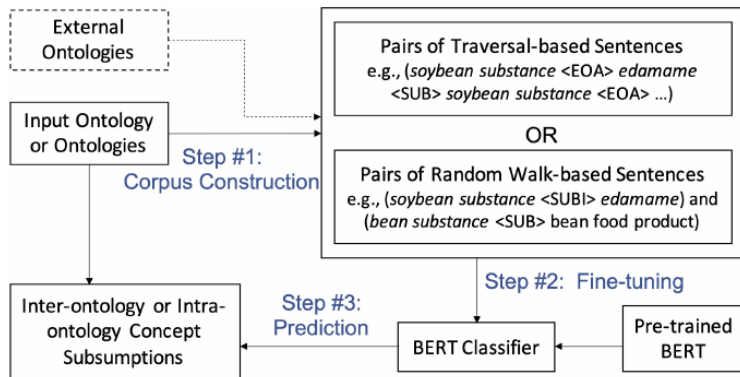 External
Ontologies
Pairs of Traversal-based Sentences
e.g., (soybean substance <EOA> edamame
<SUB> soybean substance <EOA> ...)
Input Ontology
or Ontologies
OR
Step #1:
Corpus Construction
Pairs of Random Walk-based Sentences
e.g., (soybean substance <SUBI> edamame) and
(bean substance <SUB> bean food product)
Step #2: Fine-tuning
Inter-ontology or Intra-
ontology Concept
Subsumptions
Step #3:
Prediction
BERT Classifier
Pre-trained
BERT